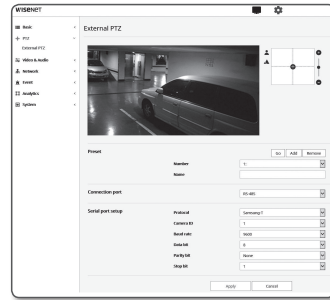 WISENET
Basic
PTZ
External PTZ
Video & Audio
Network
Event
Analytics
System
External PTZ
Preset
Go Add Remove
Number 1:
Name
Connection port RS-485
Serial port setup
Protocol Samsung-T
Camera ID 1
Baud rate 9600
Data bit 8
Parity bit None
Stop bit 1
Apply Cancel